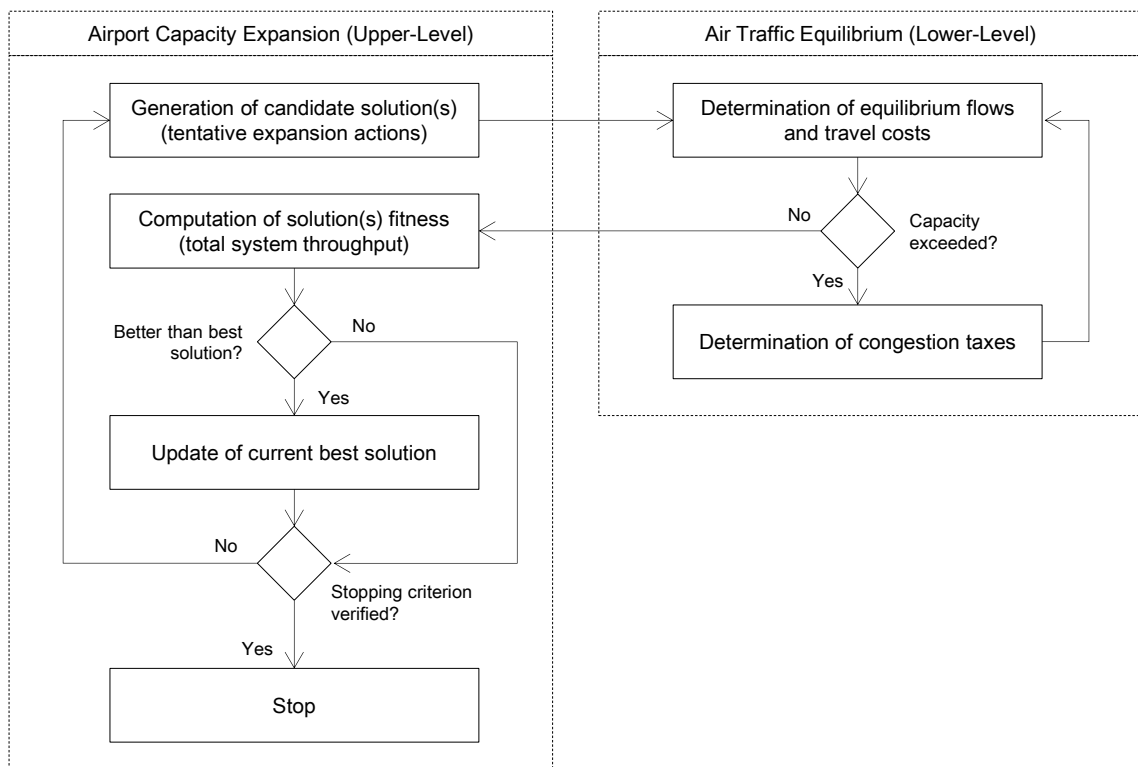 Airport Capacity Expansion (Upper-Level)
Generation of candidate solution(s)
(tentative expansion actions)
Computation of solution(s) fitness
(total system throughput)
Better than best
solution?
No
Yes
Update of current best solution
No
Stopping criterion
verified?
Yes
Stop
Air Traffic Equilibrium (Lower-Level)
Determination of equilibrium flows
and travel costs
No
Capacity
exceeded?
Yes
Determination of congestion taxes